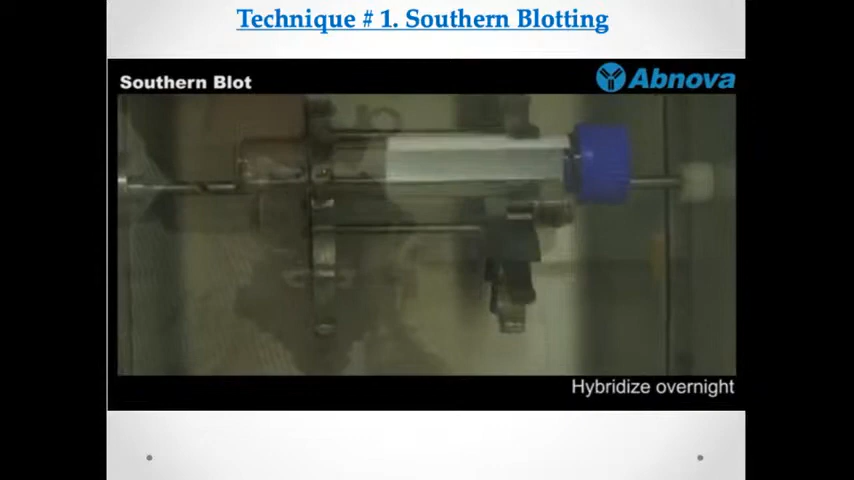 Technique # 1. Southern Blotting
Southern Blot
Abnova
Hybridize overnight